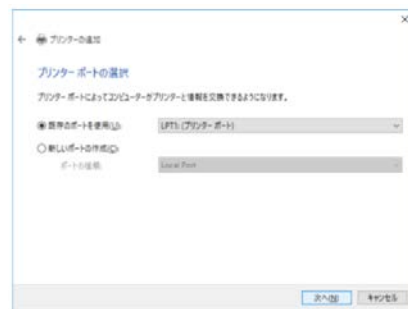 プリンターの追加
プリンター ポートの選択
プリンター ポートによってコンピューターがプリンターと情報を交換できるようになります。
既存のポートを使用(U): LPT1: (プリンター ポート)
新しいポートの作成(C):
ポートの種類: Local Port
次へ(N) キャンセル